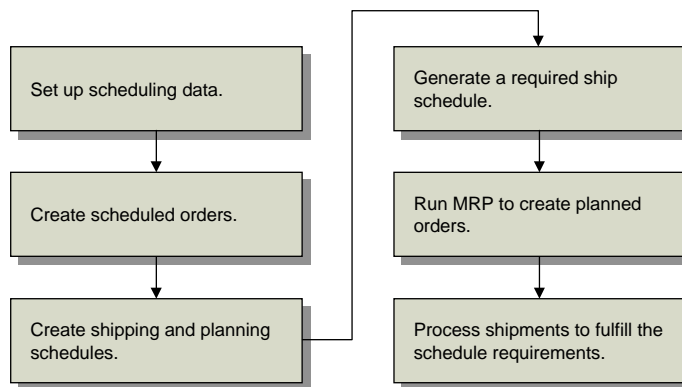 Set up scheduling data.
Create scheduled orders.
Create shipping and planning
schedules.
Generate a required ship
schedule.
Run MRP to create planned
orders.
Process shipments to fulfill the
schedule requirements.